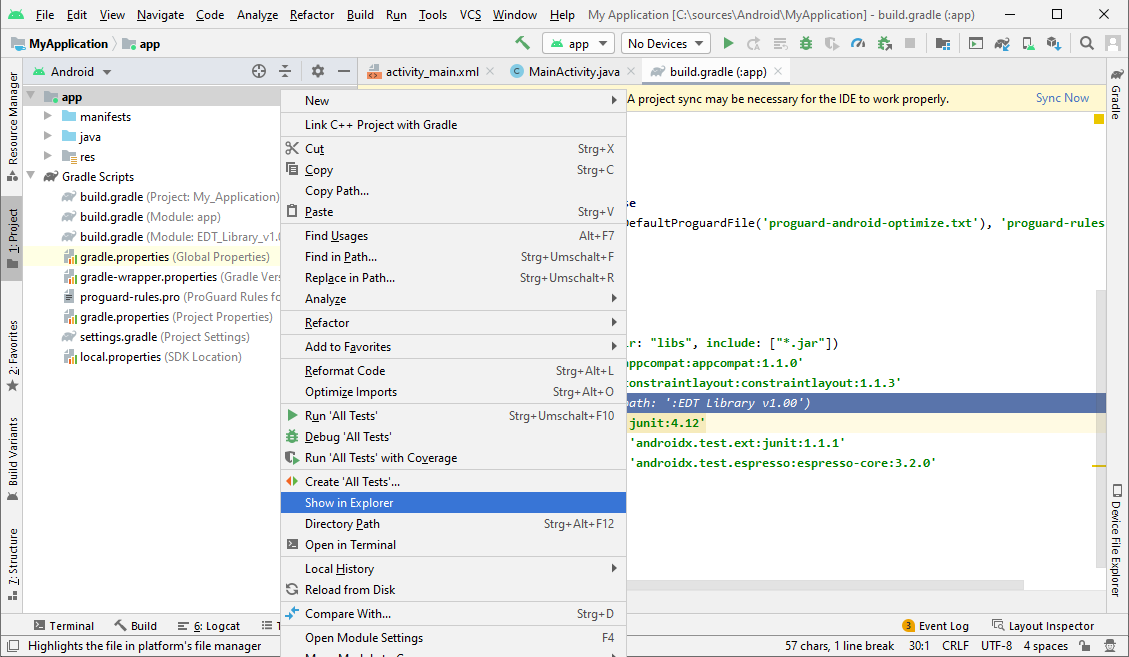 File Edit View Navigate Code Analyze Refactor Build Run Tools VCS Window Help My Application [C:\sources\Android\MyApplication] - build.gradle (:app)
MyApplication app
app No Devices
Android
activity_main.xml MainActivity.java build.gradle (:app)
Resource Manager
1: Project
2: Favorites
Build Variants
7: Structure
app
manifests
java
res
Gradle Scripts
build.gradle (Project: My_Application)
build.gradle (Module: app)
build.gradle (Module: EDT_Library_v1.0
gradle.properties (Global Properties)
gradle-wrapper.properties (Gradle Vers
proguard-rules.pro (ProGuard Rules fo
gradle.properties (Project Properties)
settings.gradle (Project Settings)
local.properties (SDK Location)
New
Link C++ Project with Gradle
Cut Strg+X
Copy Strg+C
Copy Path...
Paste Strg+V
Find Usages Alt+F7
Find in Path... Strg+Umschalt+F
Replace in Path... Strg+Umschalt+R
Analyze
Refactor
Add to Favorites
Reformat Code Strg+Alt+L
Optimize Imports Strg+Alt+O
Run 'All Tests' Strg+Umschalt+F10
Debug 'All Tests'
Run 'All Tests' with Coverage
Create 'All Tests'...
Show in Explorer
Directory Path Strg+Alt+F12
Open in Terminal
Local History
Reload from Disk
Compare With... Strg+D
Open Module Settings F4
A project sync may be necessary for the IDE to work properly. Sync Now
se
DefaultProguardFile('proguard-android-optimize.txt'), 'proguard-rules
ir: "libs", include: ["*.jar"])
appcompat:appcompat:1.1.0'
constraintlayout:constraintlayout:1.1.3'
path: ':EDT Library v1.00')
junit:4.12'
'androidx.test.ext:junit:1.1.1'
'androidx.test.espresso:espresso-core:3.2.0'
Gradle
Device File Explorer
Terminal Build 6: Logcat
3 Event Log Layout Inspector
Highlights the file in platform's file manager 57 chars, 1 line break 30:1 CRLF UTF-8 4 spaces